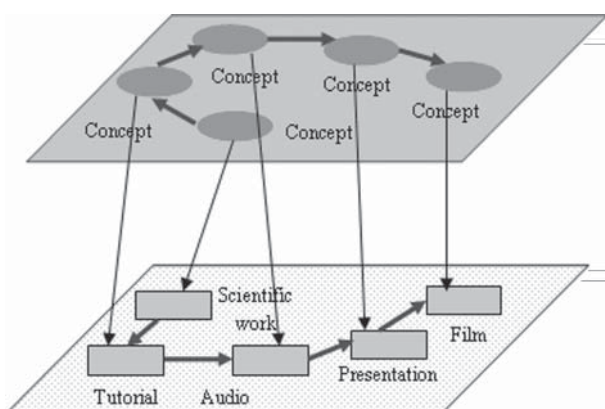 Concept
Concept
Concept
Concept
Concept
Scientific
work
Film
Presentation
Tutorial
Audio